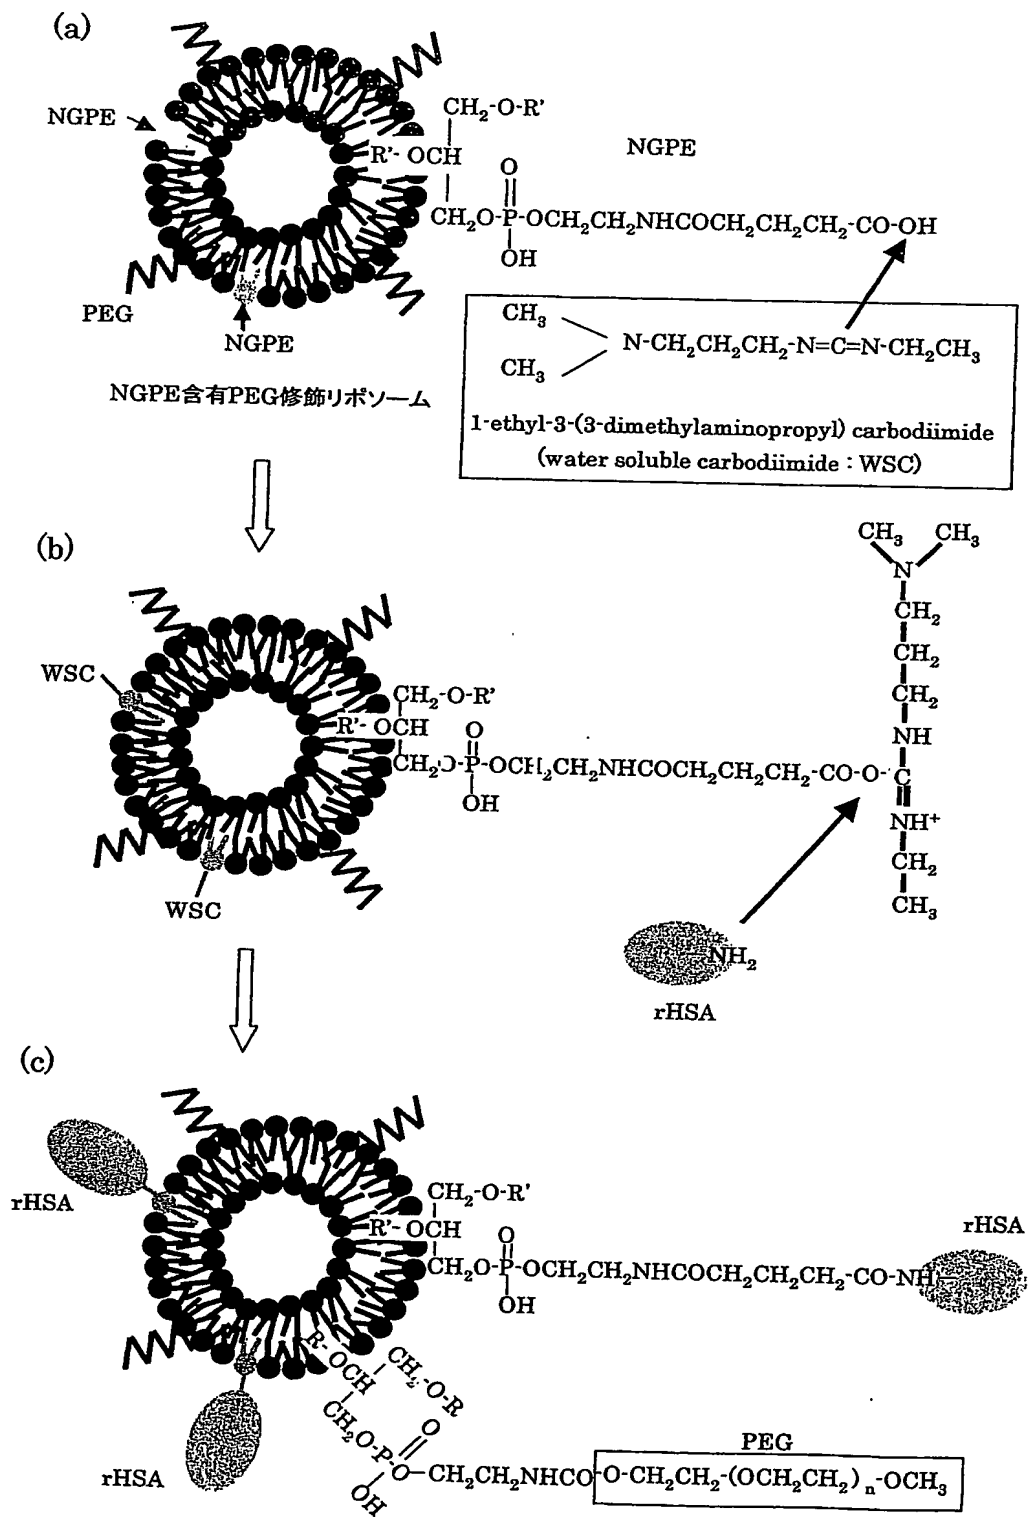 (a)
NGPE
CH₂-O-R'
R'-OCH
NGPE
O
CH₂O-P-OCH₂CH₂NHCOCH₂CH₂CH₂-CO-OH
OH
PEG
NGPE
NGPE含有PEG修飾リポソーム
CH₃
N-CH₂CH₂CH₂-N=C=N-CH₂CH₃
CH₃
1-ethyl-3-(3-dimethylaminopropyl) carbodiimide
(water soluble carbodiimide : WSC)
(b)
CH₃ CH₃
N
CH₂
CH₂
CH₂
NH
WSC
CH₂-O-R'
R'-OCH
O
CH₂O-P-OCH₂CH₂NHCOCH₂CH₂CH₂-CO-O-C
OH
NH⁺
CH₂
CH₃
WSC
NH₂
rHSA
(c)
rHSA
CH₂-O-R'
R'-OCH
O
CH₂O-P-OCH₂CH₂NHCOCH₂CH₂CH₂-CO-NH
OH
rHSA
R-OCH
CH₂-O-R
CH₂O-P-O-CH₂CH₂NHCO-O-CH₂CH₂-(OCH₂CH₂)ₙ-OCH₃
O
OH
PEG
rHSA